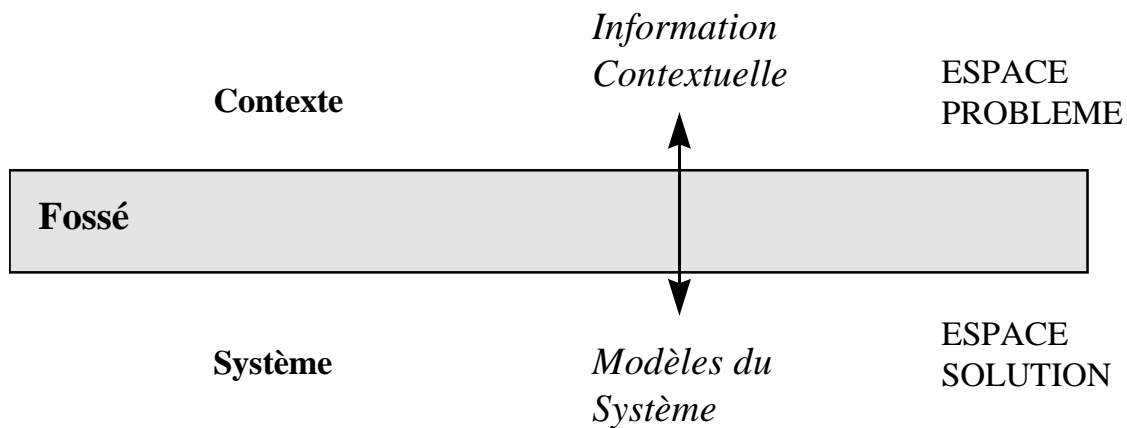 Information
Contextuelle
Contexte
ESPACE
PROBLEME
Fossé
Système
Modèles du
Système
ESPACE
SOLUTION